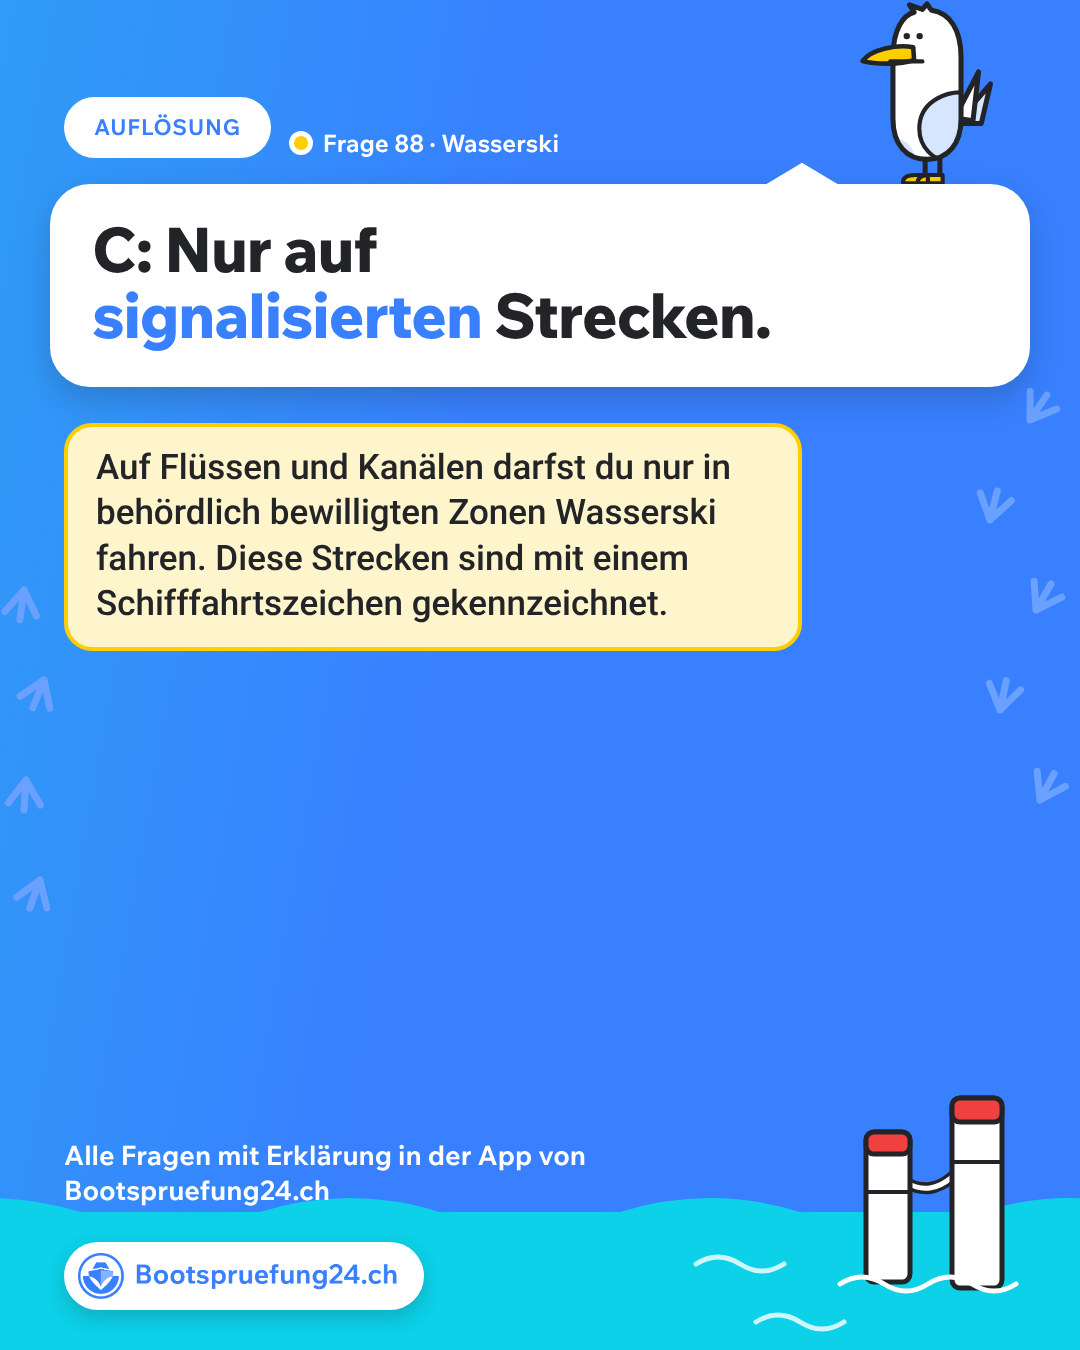 AUFLÖSUNG
Frage 88 · Wasserski
C: Nur auf
signalisierten Strecken.
Auf Flüssen und Kanälen darfst du nur in
behördlich bewilligten Zonen Wasserski
fahren. Diese Strecken sind mit einem
Schifffahrtszeichen gekennzeichnet.
Alle Fragen mit Erklärung in der App von
Bootspruefung24.ch
Bootspruefung24.ch